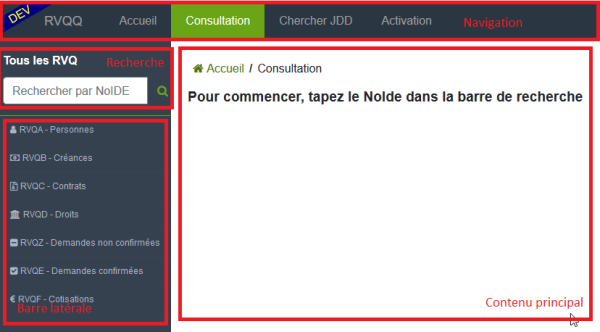 DEV RVQQ Accueil Consultation Chercher JDD Activation Navigation
Tous les RVQ Recherche
Rechercher par NoIDE
Accueil / Consultation
Pour commencer, tapez le NoIde dans la barre de recherche
RVQA - Personnes
RVQB - Créances
RVQC - Contrats
RVQD - Droits
RVQZ - Demandes non confirmées
RVQE - Demandes confirmées
€ RVQF - Cotisations
Barre latérale
Contenu principal